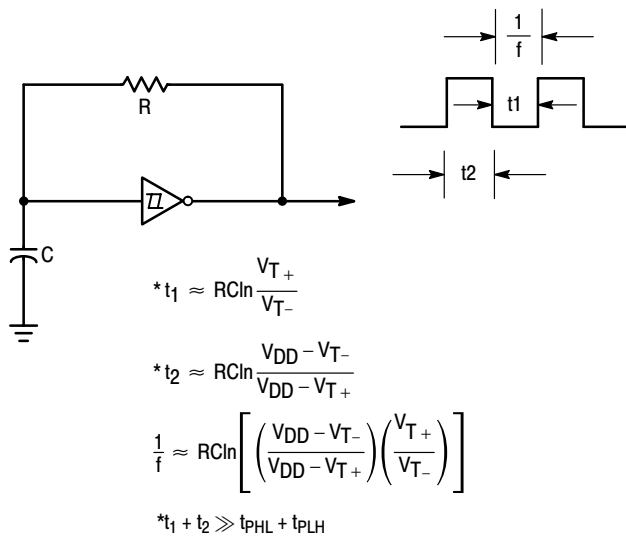 1
f
R
t1
t2
C
*t1 ≈ RCln VT+ / VT–
*t2 ≈ RCln VDD – VT– / VDD – VT+
1/f ≈ RCln [ ( VDD – VT– / VDD – VT+ ) ( VT+ / VT– ) ]
*t1 + t2 ≫ tPHL + tPLH